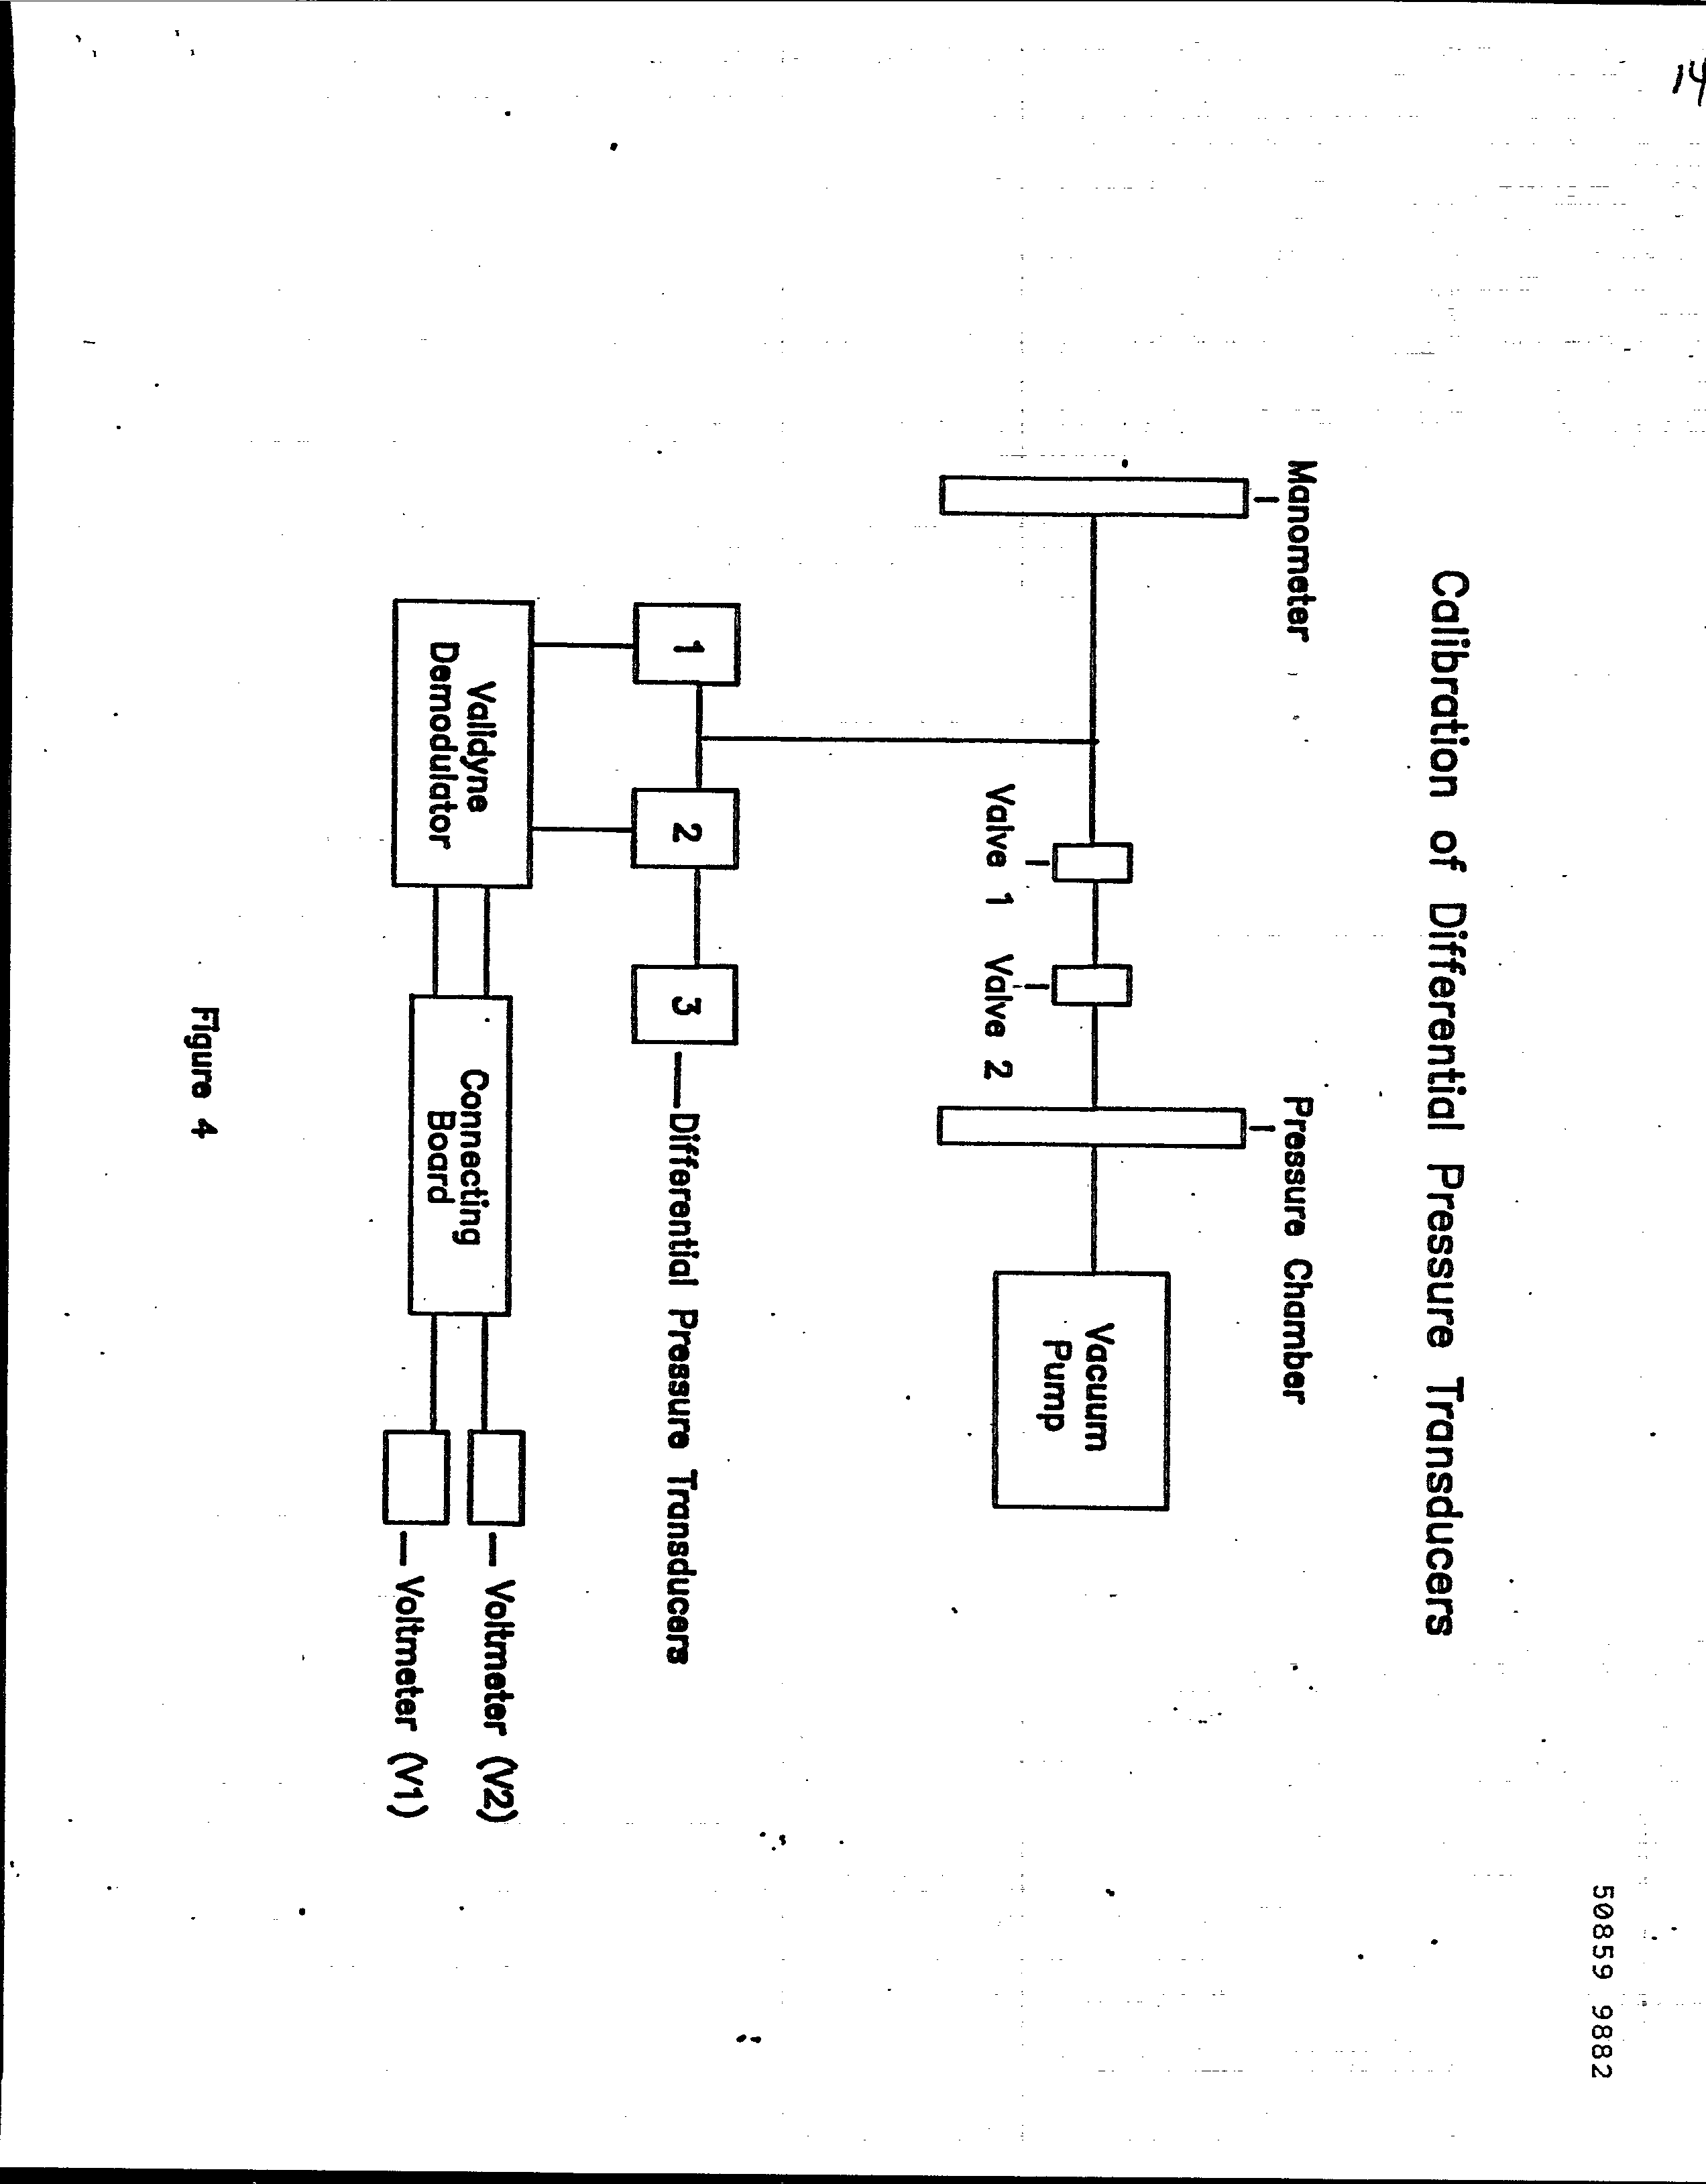 14
50859 9882
Calibration of Differential Pressure Transducers
Manometer
Pressure Chamber
Vacuum
Pump
Valve 1
Valve 2
1
2
3
Differential Pressure Transducers
Validyne
Demodulator
Connecting
Board
Voltmeter (V2)
Voltmeter (V1)
Figure 4